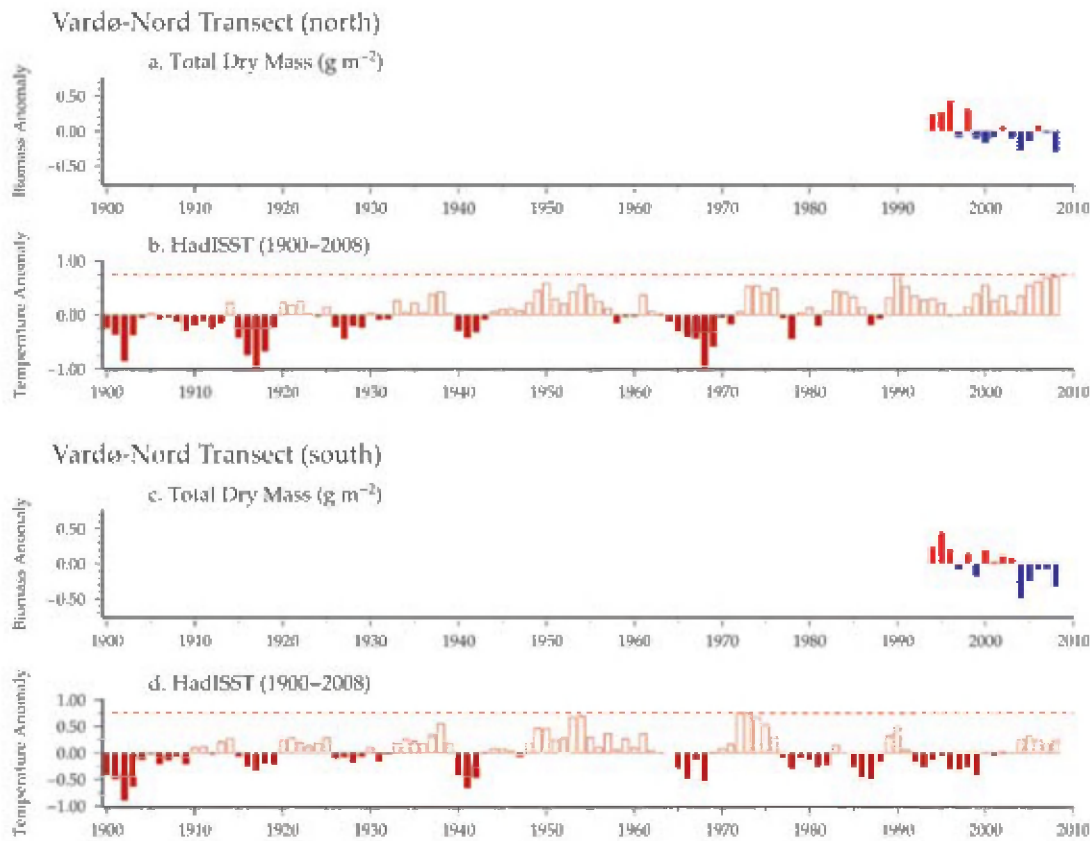 Vardø-Nord Transect (north)
a. Total Dry Mass (g m⁻²)
Biomass Anomaly
0.50
0.00
-0.50
1900 1910 1920 1930 1940 1950 1960 1970 1980 1990 2000 2010
b. HadISST (1900–2008)
Temperature Anomaly
1.00
0.00
-1.00
1900 1910 1920 1930 1940 1950 1960 1970 1980 1990 2000 2010
Vardø-Nord Transect (south)
c. Total Dry Mass (g m⁻²)
Biomass Anomaly
0.50
0.00
-0.50
1900 1910 1920 1930 1940 1950 1960 1970 1980 1990 2000 2010
d. HadISST (1900–2008)
Temperature Anomaly
1.00
0.50
0.00
-0.50
-1.00
1900 1910 1920 1930 1940 1950 1960 1970 1980 1990 2000 2010